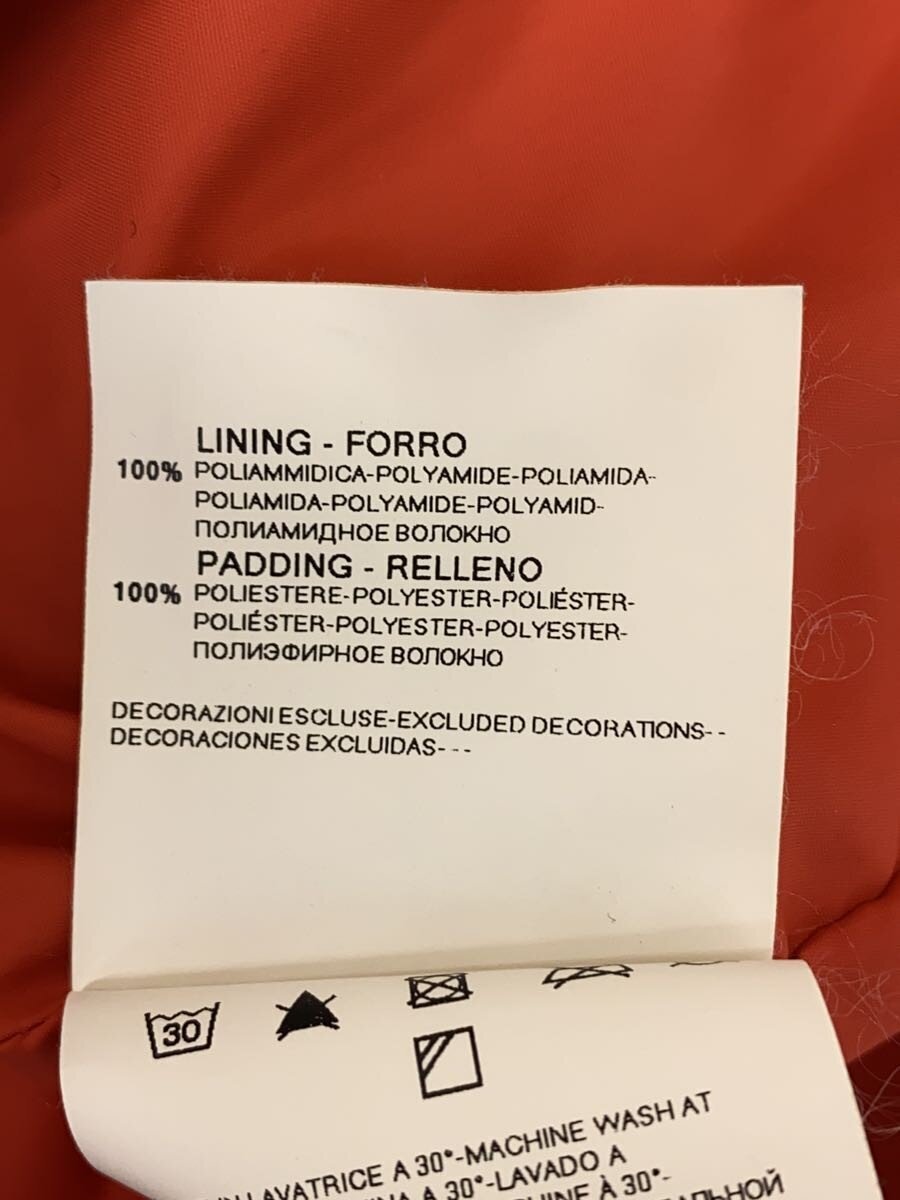 LINING - FORRO
100% POLIAMMIDICA-POLYAMIDE-POLIAMIDA-
POLIAMIDA-POLYAMIDE-POLYAMID-
ПОЛИАМИДНОЕ ВОЛОКНО
PADDING - RELLENO
100% POLIESTERE-POLYESTER-POLIÉSTER-
POLIÉSTER-POLYESTER-POLYESTER-
ПОЛИЭФИРНОЕ ВОЛОКНО
DECORAZIONI ESCLUSE-EXCLUDED DECORATIONS- -
DECORACIONES EXCLUIDAS- - -
30
LAVATRICE A 30°-MACHINE WASH AT
A 30°-LAVADO A
À 30°-